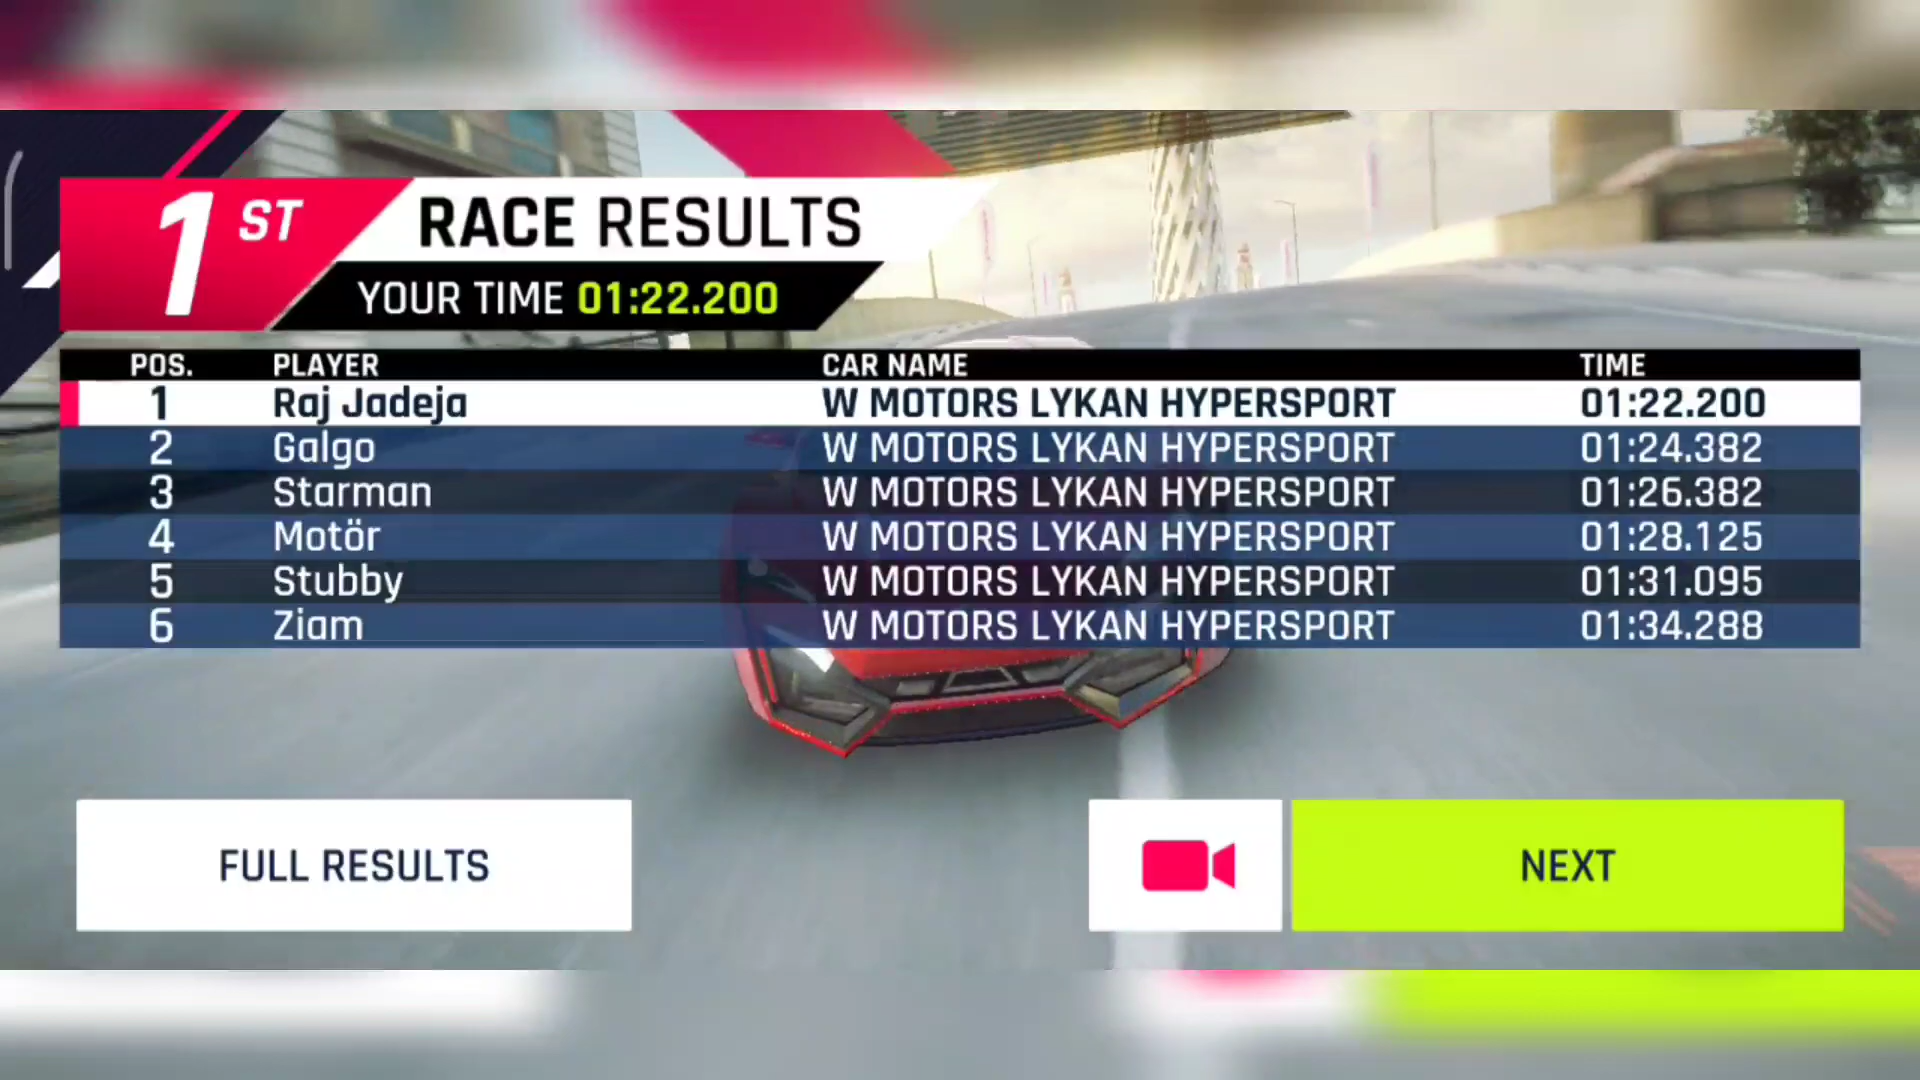 1ST
RACE RESULTS
YOUR TIME 01:22.200
POS. PLAYER CAR NAME TIME
1 Raj Jadeja W MOTORS LYKAN HYPERSPORT 01:22.200
2 Galgo W MOTORS LYKAN HYPERSPORT 01:24.382
3 Starman W MOTORS LYKAN HYPERSPORT 01:26.382
4 Motör W MOTORS LYKAN HYPERSPORT 01:28.125
5 Stubby W MOTORS LYKAN HYPERSPORT 01:31.095
6 Ziam W MOTORS LYKAN HYPERSPORT 01:34.288
FULL RESULTS
NEXT